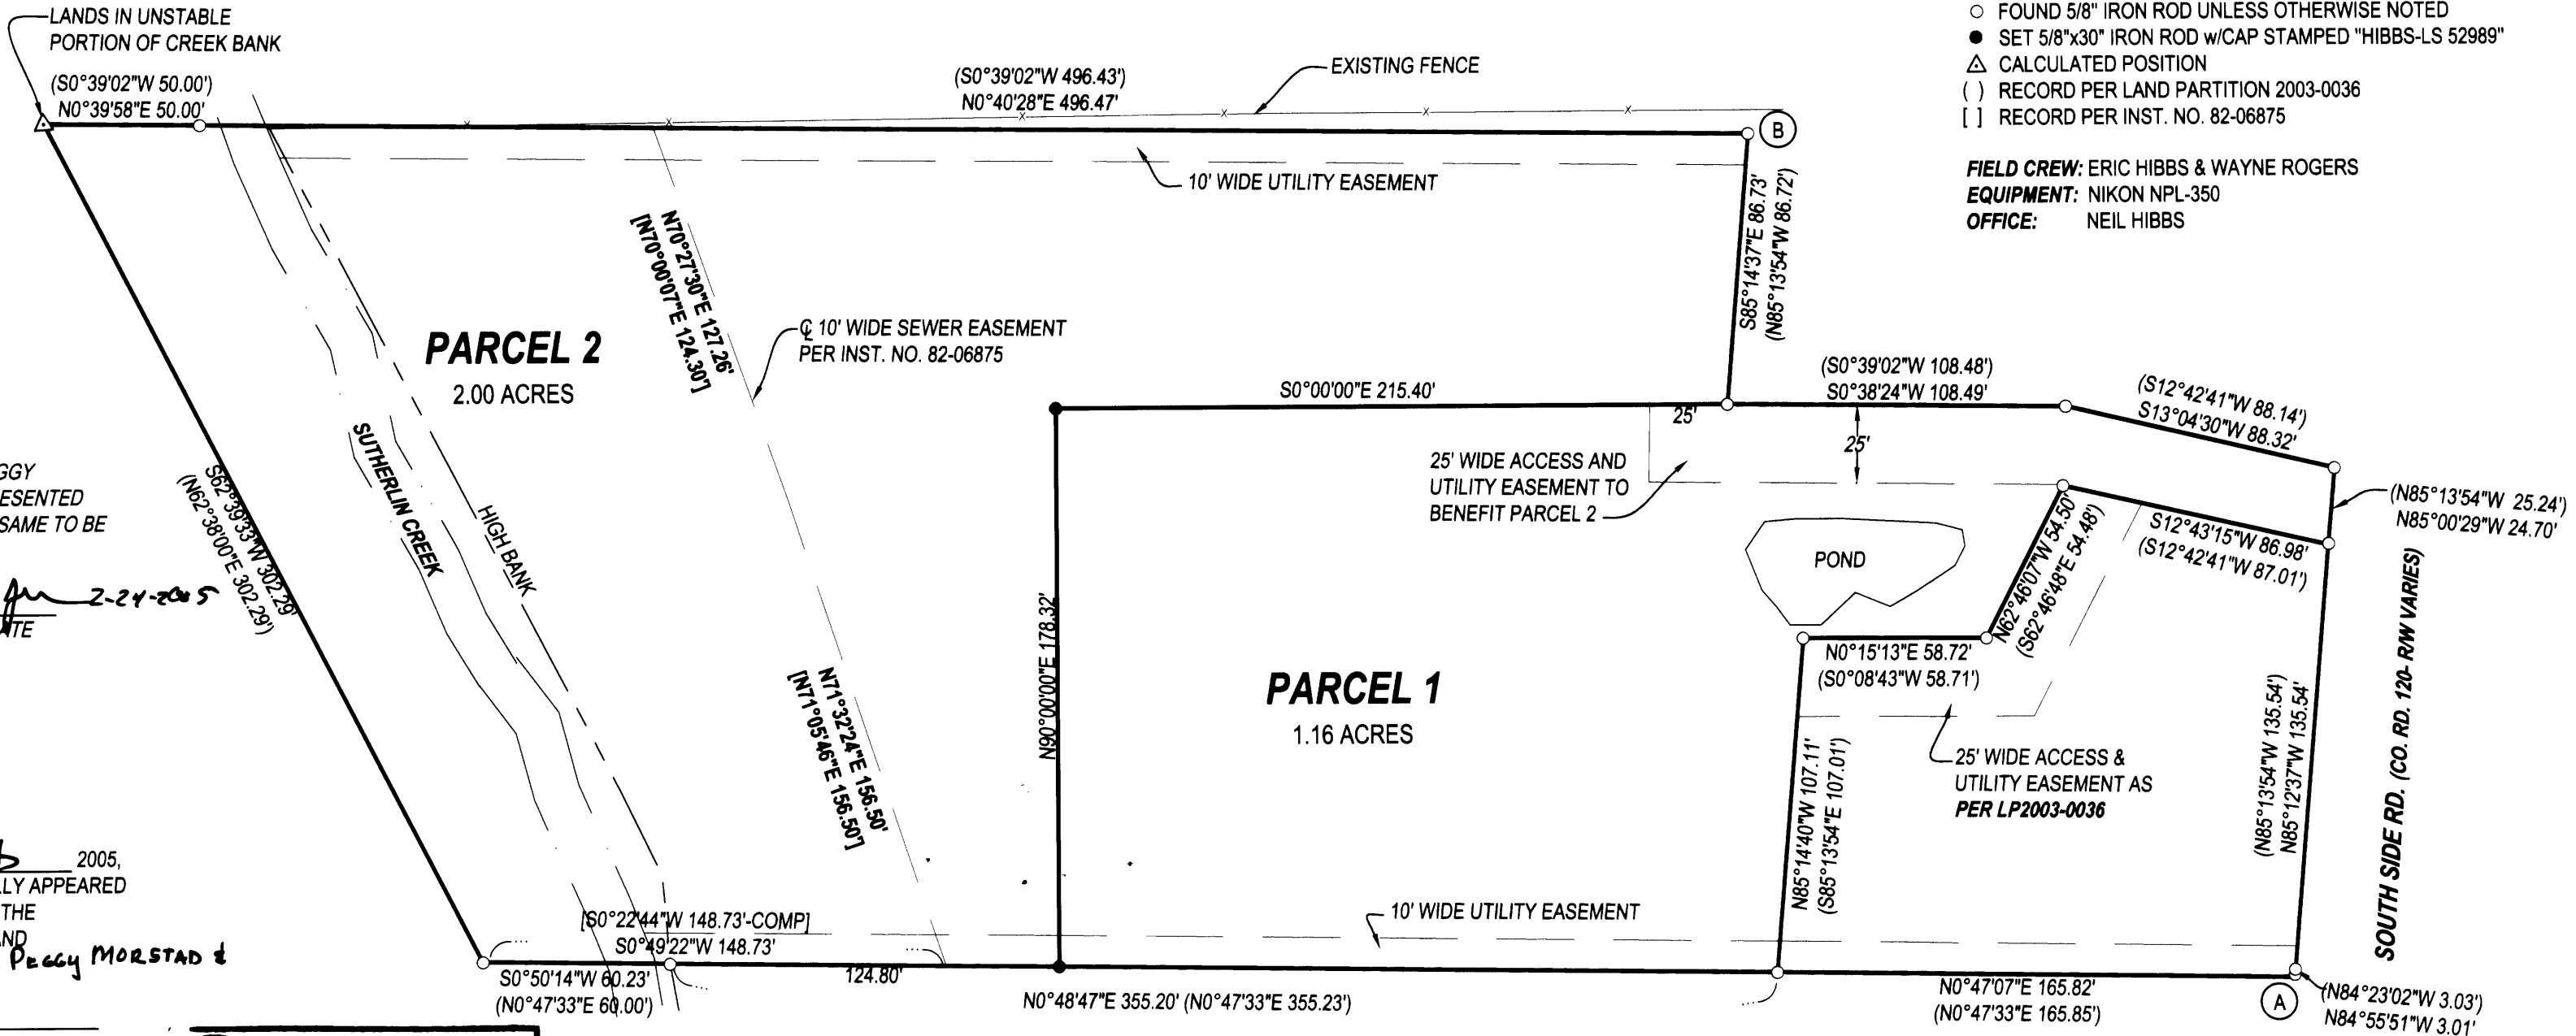 LANDS IN UNSTABLE
PORTION OF CREEK BANK
(S0°39'02"W 50.00')
N0°39'58"E 50.00'
(S0°39'02"W 496.43')
N0°40'28"E 496.47'
EXISTING FENCE
○ FOUND 5/8" IRON ROD UNLESS OTHERWISE NOTED
● SET 5/8"x30" IRON ROD w/CAP STAMPED "HIBBS-LS 52989"
CALCULATED POSITION
( ) RECORD PER LAND PARTITION 2003-0036
[ ] RECORD PER INST. NO. 82-06875
FIELD CREW: ERIC HIBBS & WAYNE ROGERS
EQUIPMENT: NIKON NPL-350
OFFICE: NEIL HIBBS
B
10' WIDE UTILITY EASEMENT
S85°14'37"E 86.73'
(N85°13'54"W 86.72')
N70°27'30"E 127.26'
[N70°00'07"E 124.30']
℄ 10' WIDE SEWER EASEMENT
PER INST. NO. 82-06875
PARCEL 2
2.00 ACRES
S0°00'00"E 215.40'
25'
(S0°39'02"W 108.48')
S0°38'24"W 108.49'
25'
(S12°42'41"W 88.14')
S13°04'30"W 88.32'
25' WIDE ACCESS AND
UTILITY EASEMENT TO
BENEFIT PARCEL 2
(N85°13'54"W 25.24')
N85°00'29"W 24.70'
S12°43'15"W 86.98'
(S12°42'41"W 87.01')
N62°46'07"W 54.50'
(S62°46'48"E 54.48')
POND
SUTHERLIN CREEK
HIGH BANK
S62°39'33"W 302.29'
(N62°38'00"E 302.29')
GGY
ESENTED
SAME TO BE
2-24-2005
TE
N90°00'00"E 178.32'
N71°32'24"E 156.50'
[N71°05'46"E 156.50']
PARCEL 1
1.16 ACRES
N0°15'13"E 58.72'
(S0°08'43"W 58.71')
N85°14'40"W 107.11'
(S85°13'54"E 107.01')
25' WIDE ACCESS &
UTILITY EASEMENT AS
PER LP2003-0036
(N85°13'54"W 135.54')
N85°12'37"W 135.54'
SOUTH SIDE RD. (CO. RD. 120- R/W VARIES)
2005,
LLY APPEARED
THE
AND
PEGGY MORSTAD &
[S0°22'44"W 148.73'-COMP]
S0°49'22"W 148.73'
10' WIDE UTILITY EASEMENT
S0°50'14"W 60.23'
(N0°47'33"E 60.00')
124.80'
N0°48'47"E 355.20' (N0°47'33"E 355.23')
N0°47'07"E 165.82'
(N0°47'33"E 165.85')
A
(N84°23'02"W 3.03')
N84°55'51"W 3.01'